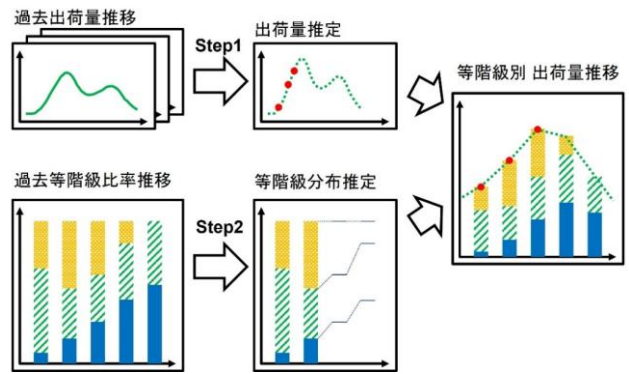 過去出荷量推移
Step1
出荷量推定
等階級別 出荷量推移
過去等階級比率推移
Step2
等階級分布推定